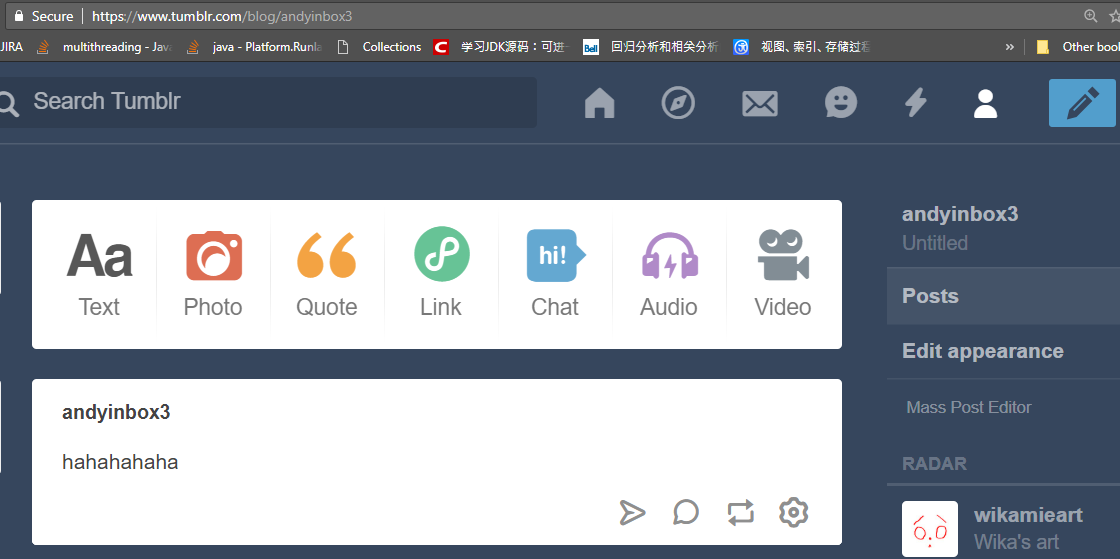 Secure https://www.tumblr.com/blog/andyinbox3
JIRA multithreading - Java java - Platform.Runla Collections C 学习JDK源码：可进 Bell 回归分析和相关分析 视图、索引、存储过程 » Other book
Search Tumblr
Aa hi!
Text Photo Quote Link Chat Audio Video
andyinbox3
hahahahaha
andyinbox3
Untitled
Posts
Edit appearance
Mass Post Editor
RADAR
wikamieart
Wika's art